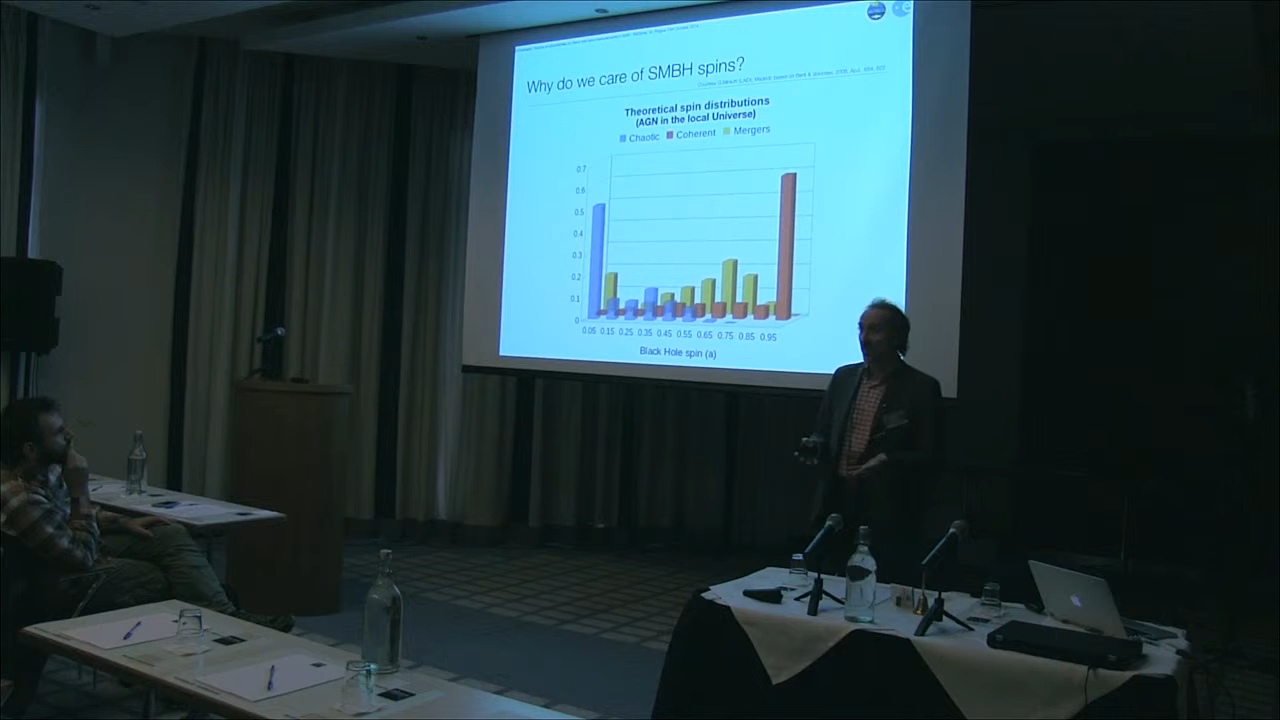 Why do we care of SMBH spins?
Theoretical spin distributions
(AGN in the local Universe)
Chaotic Coherent Mergers
0.7
0.6
0.5
0.4
0.3
0.2
0.1
0
0.05 0.15 0.25 0.35 0.45 0.55 0.65 0.75 0.85 0.95
Black Hole spin (a)